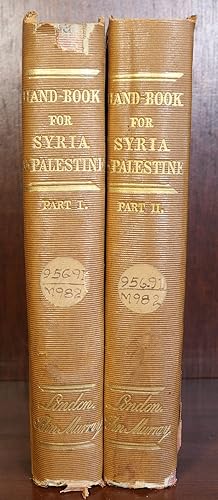 HAND-BOOK
FOR
SYRIA
& PALESTINE
PART I.
956.91
M982
London.
John Murray.
HAND-BOOK
FOR
SYRIA
& PALESTINE
PART II.
956.91
M982
London.
John Murray.